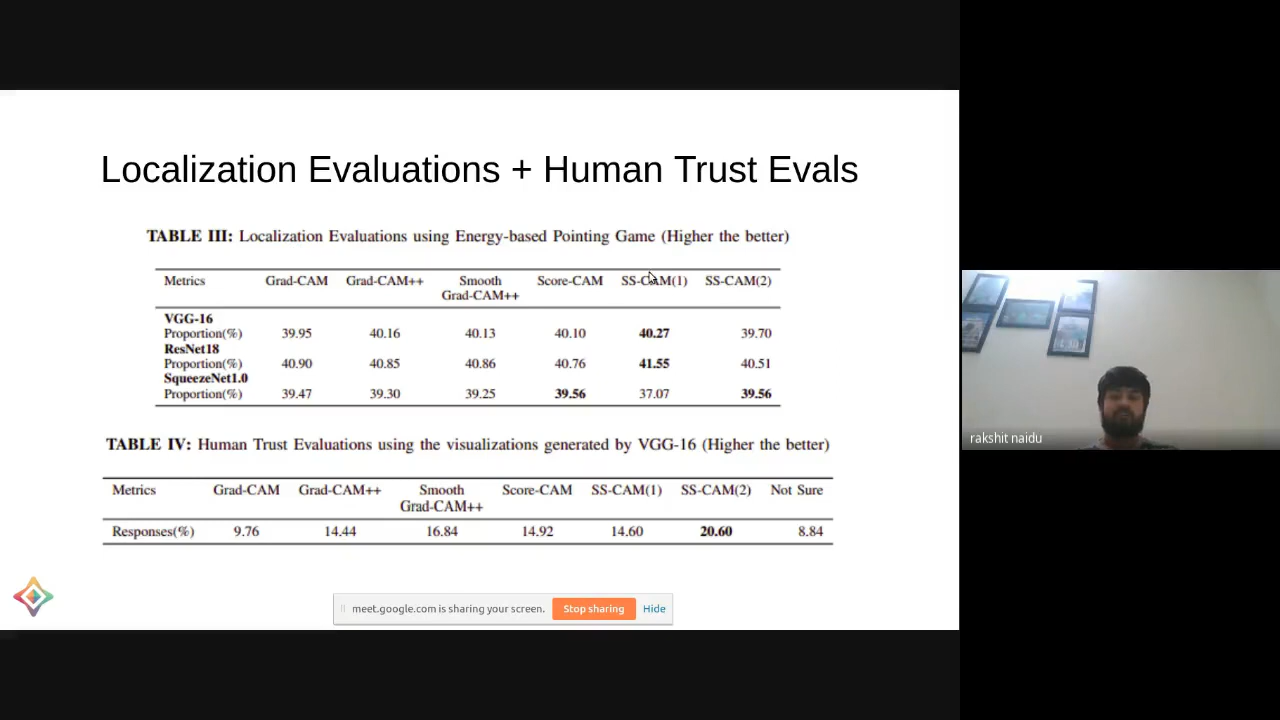 Localization Evaluations + Human Trust Evals
TABLE III: Localization Evaluations using Energy-based Pointing Game (Higher the better)
Metrics Grad-CAM Grad-CAM++ Smooth Grad-CAM++ Score-CAM SS-CAM(1) SS-CAM(2)
VGG-16
Proportion(%) 39.95 40.16 40.13 40.10 40.27 39.70
ResNet18
Proportion(%) 40.90 40.85 40.86 40.76 41.55 40.51
SqueezeNet1.0
Proportion(%) 39.47 39.30 39.25 39.56 37.07 39.56
TABLE IV: Human Trust Evaluations using the visualizations generated by VGG-16 (Higher the better)
Metrics Grad-CAM Grad-CAM++ Smooth Grad-CAM++ Score-CAM SS-CAM(1) SS-CAM(2) Not Sure
Responses(%) 9.76 14.44 16.84 14.92 14.60 20.60 8.84
meet.google.com is sharing your screen. Stop sharing Hide
rakshit naidu